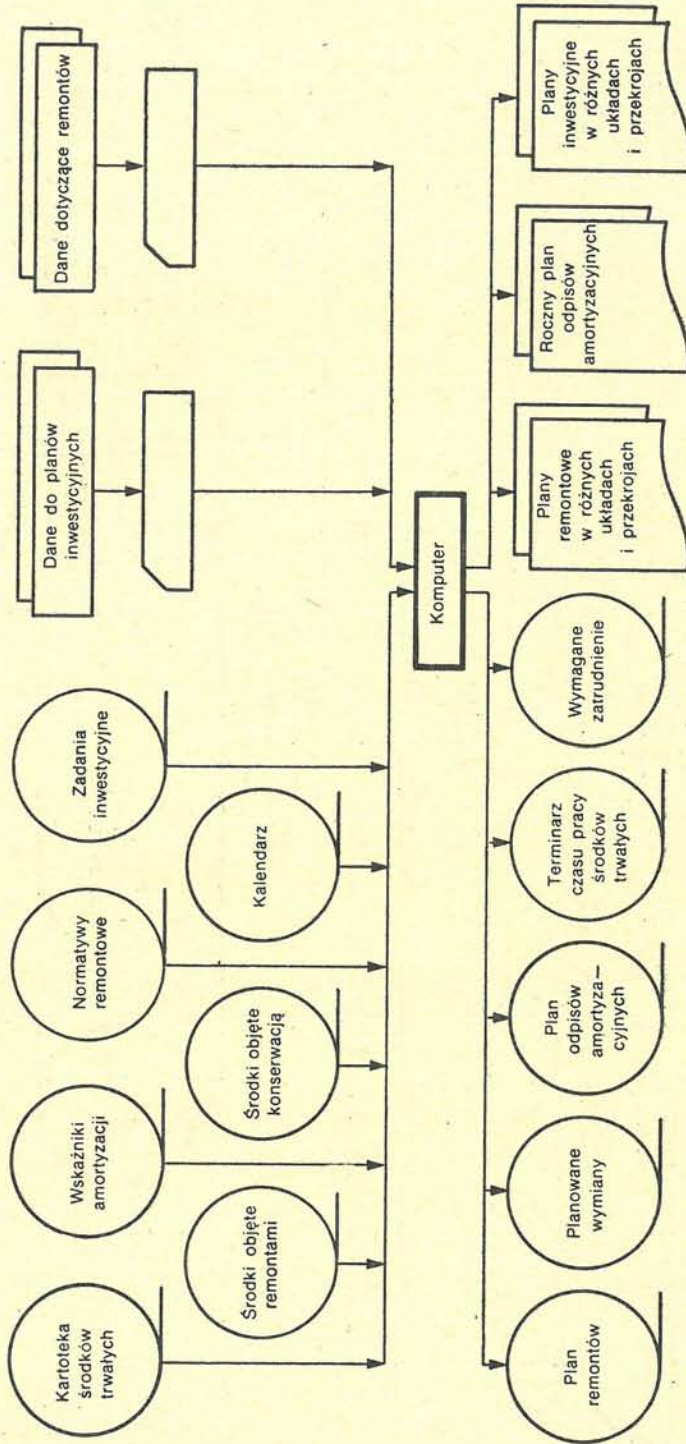 Kartoteka
środków
trwałych
Wskaźniki
amortyzacji
Normatywy
remontowe
Zadania
inwestycyjne
Dane do planów
inwestycyjnych
Dane dotyczące remontów
Środki objęte
remontami
Środki objęte
konserwacją
Kalendarz
Komputer
Plan
remontów
Planowane
wymiany
Plan
odpisów
amortyza—
cyjnych
Terminarz
czasu pracy
środków
trwałych
Wymagane
zatrudnienie
Plany
remontowe
w różnych
układach
i przekrojach
Roczny plan
odpisów
amortyzacyjnych
Plany
inwestycyjne
w różnych
układach
i przekrojach